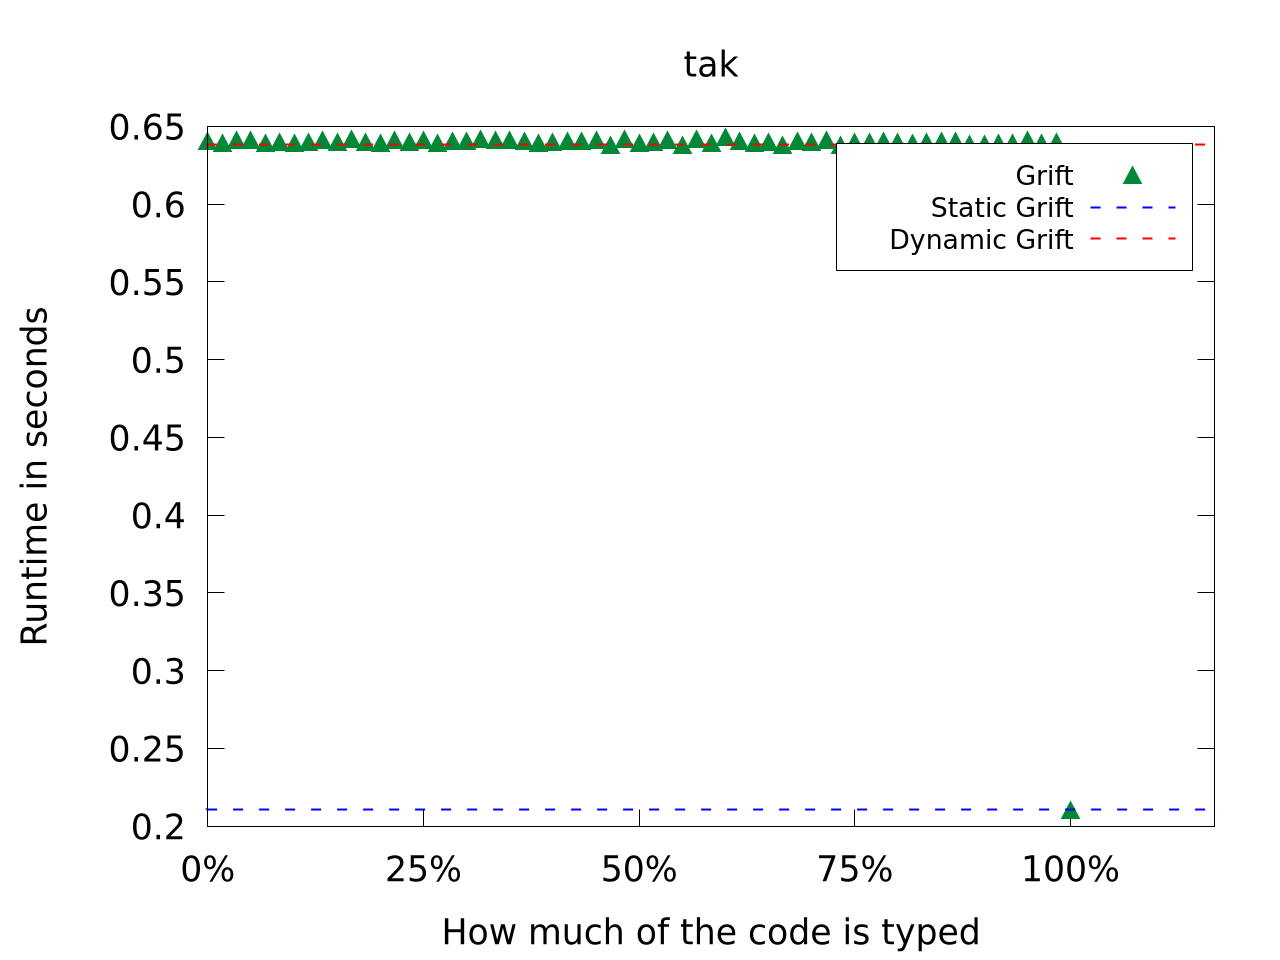 tak
0.65
0.6
0.55
0.5
0.45
0.4
0.35
0.3
0.25
0.2
Runtime in seconds
Grift
Static Grift
Dynamic Grift
0% 25% 50% 75% 100%
How much of the code is typed